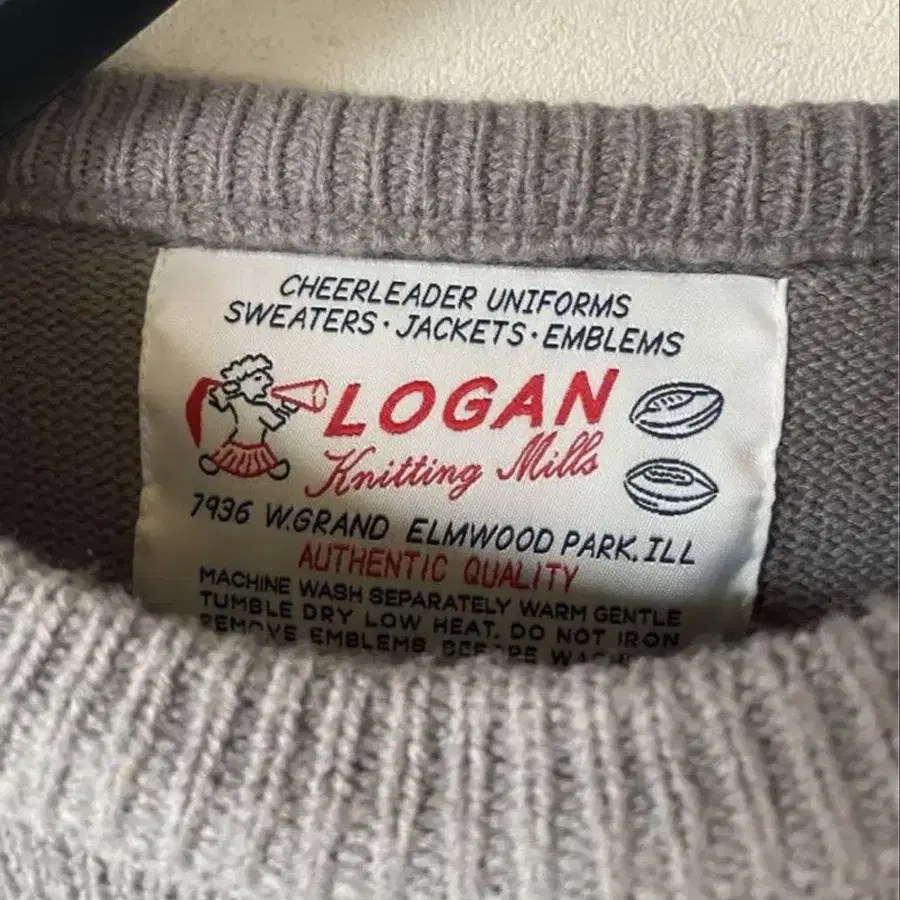 CHEERLEADER UNIFORMS
SWEATERS · JACKETS · EMBLEMS
LOGAN
Knitting Mills
7936 W.GRAND ELMWOOD PARK. ILL
AUTHENTIC QUALITY
MACHINE WASH SEPARATELY WARM GENTLE
TUMBLE DRY LOW HEAT. DO NOT IRON
REMOVE EMBLEMS BEFORE